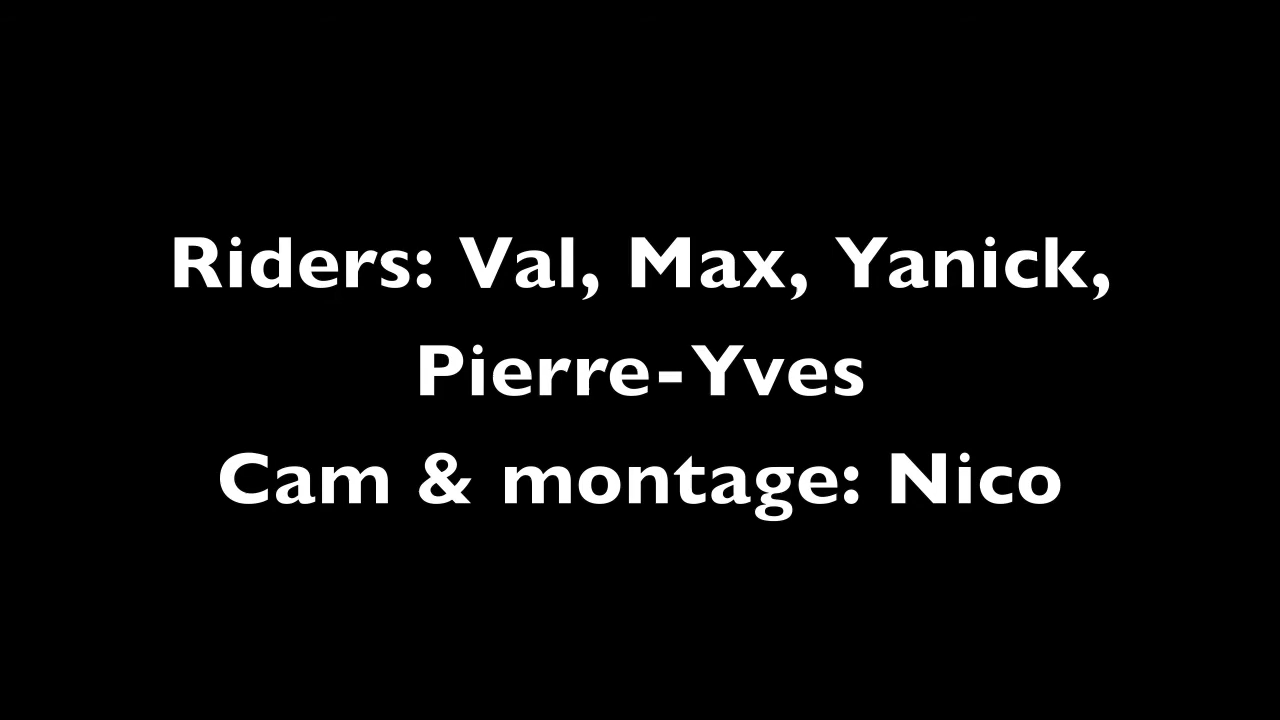 Riders: Val, Max, Yanick,
Pierre-Yves
Cam & montage: Nico